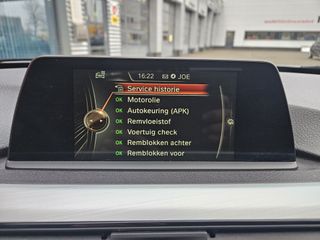 16:22 JOE
Service historie
OK Motorolie
OK Autokeuring (APK)
OK Remvloeistof
OK Voertuig check
OK Remblokken achter
OK Remblokken voor